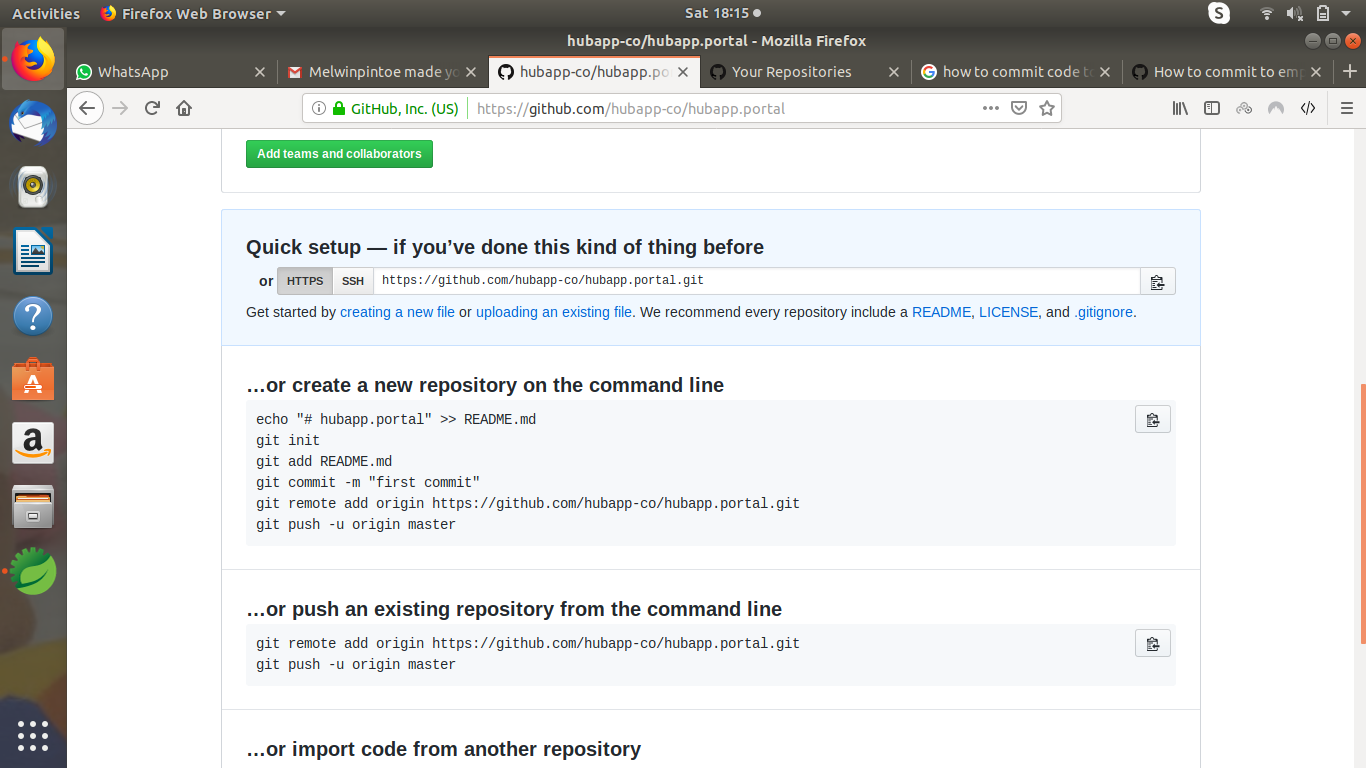 Activities
Firefox Web Browser
Sat 18:15
S
hubapp-co/hubapp.portal - Mozilla Firefox
WhatsApp
Melwinpintoe made yo
hubapp-co/hubapp.po
Your Repositories
how to commit code to
How to commit to emp
GitHub, Inc. (US)
https://github.com/hubapp-co/hubapp.portal
Add teams and collaborators
Quick setup — if you’ve done this kind of thing before
or HTTPS SSH https://github.com/hubapp-co/hubapp.portal.git
Get started by creating a new file or uploading an existing file. We recommend every repository include a README, LICENSE, and .gitignore.
…or create a new repository on the command line
echo "# hubapp.portal" >> README.md
git init
git add README.md
git commit -m "first commit"
git remote add origin https://github.com/hubapp-co/hubapp.portal.git
git push -u origin master
…or push an existing repository from the command line
git remote add origin https://github.com/hubapp-co/hubapp.portal.git
git push -u origin master
…or import code from another repository